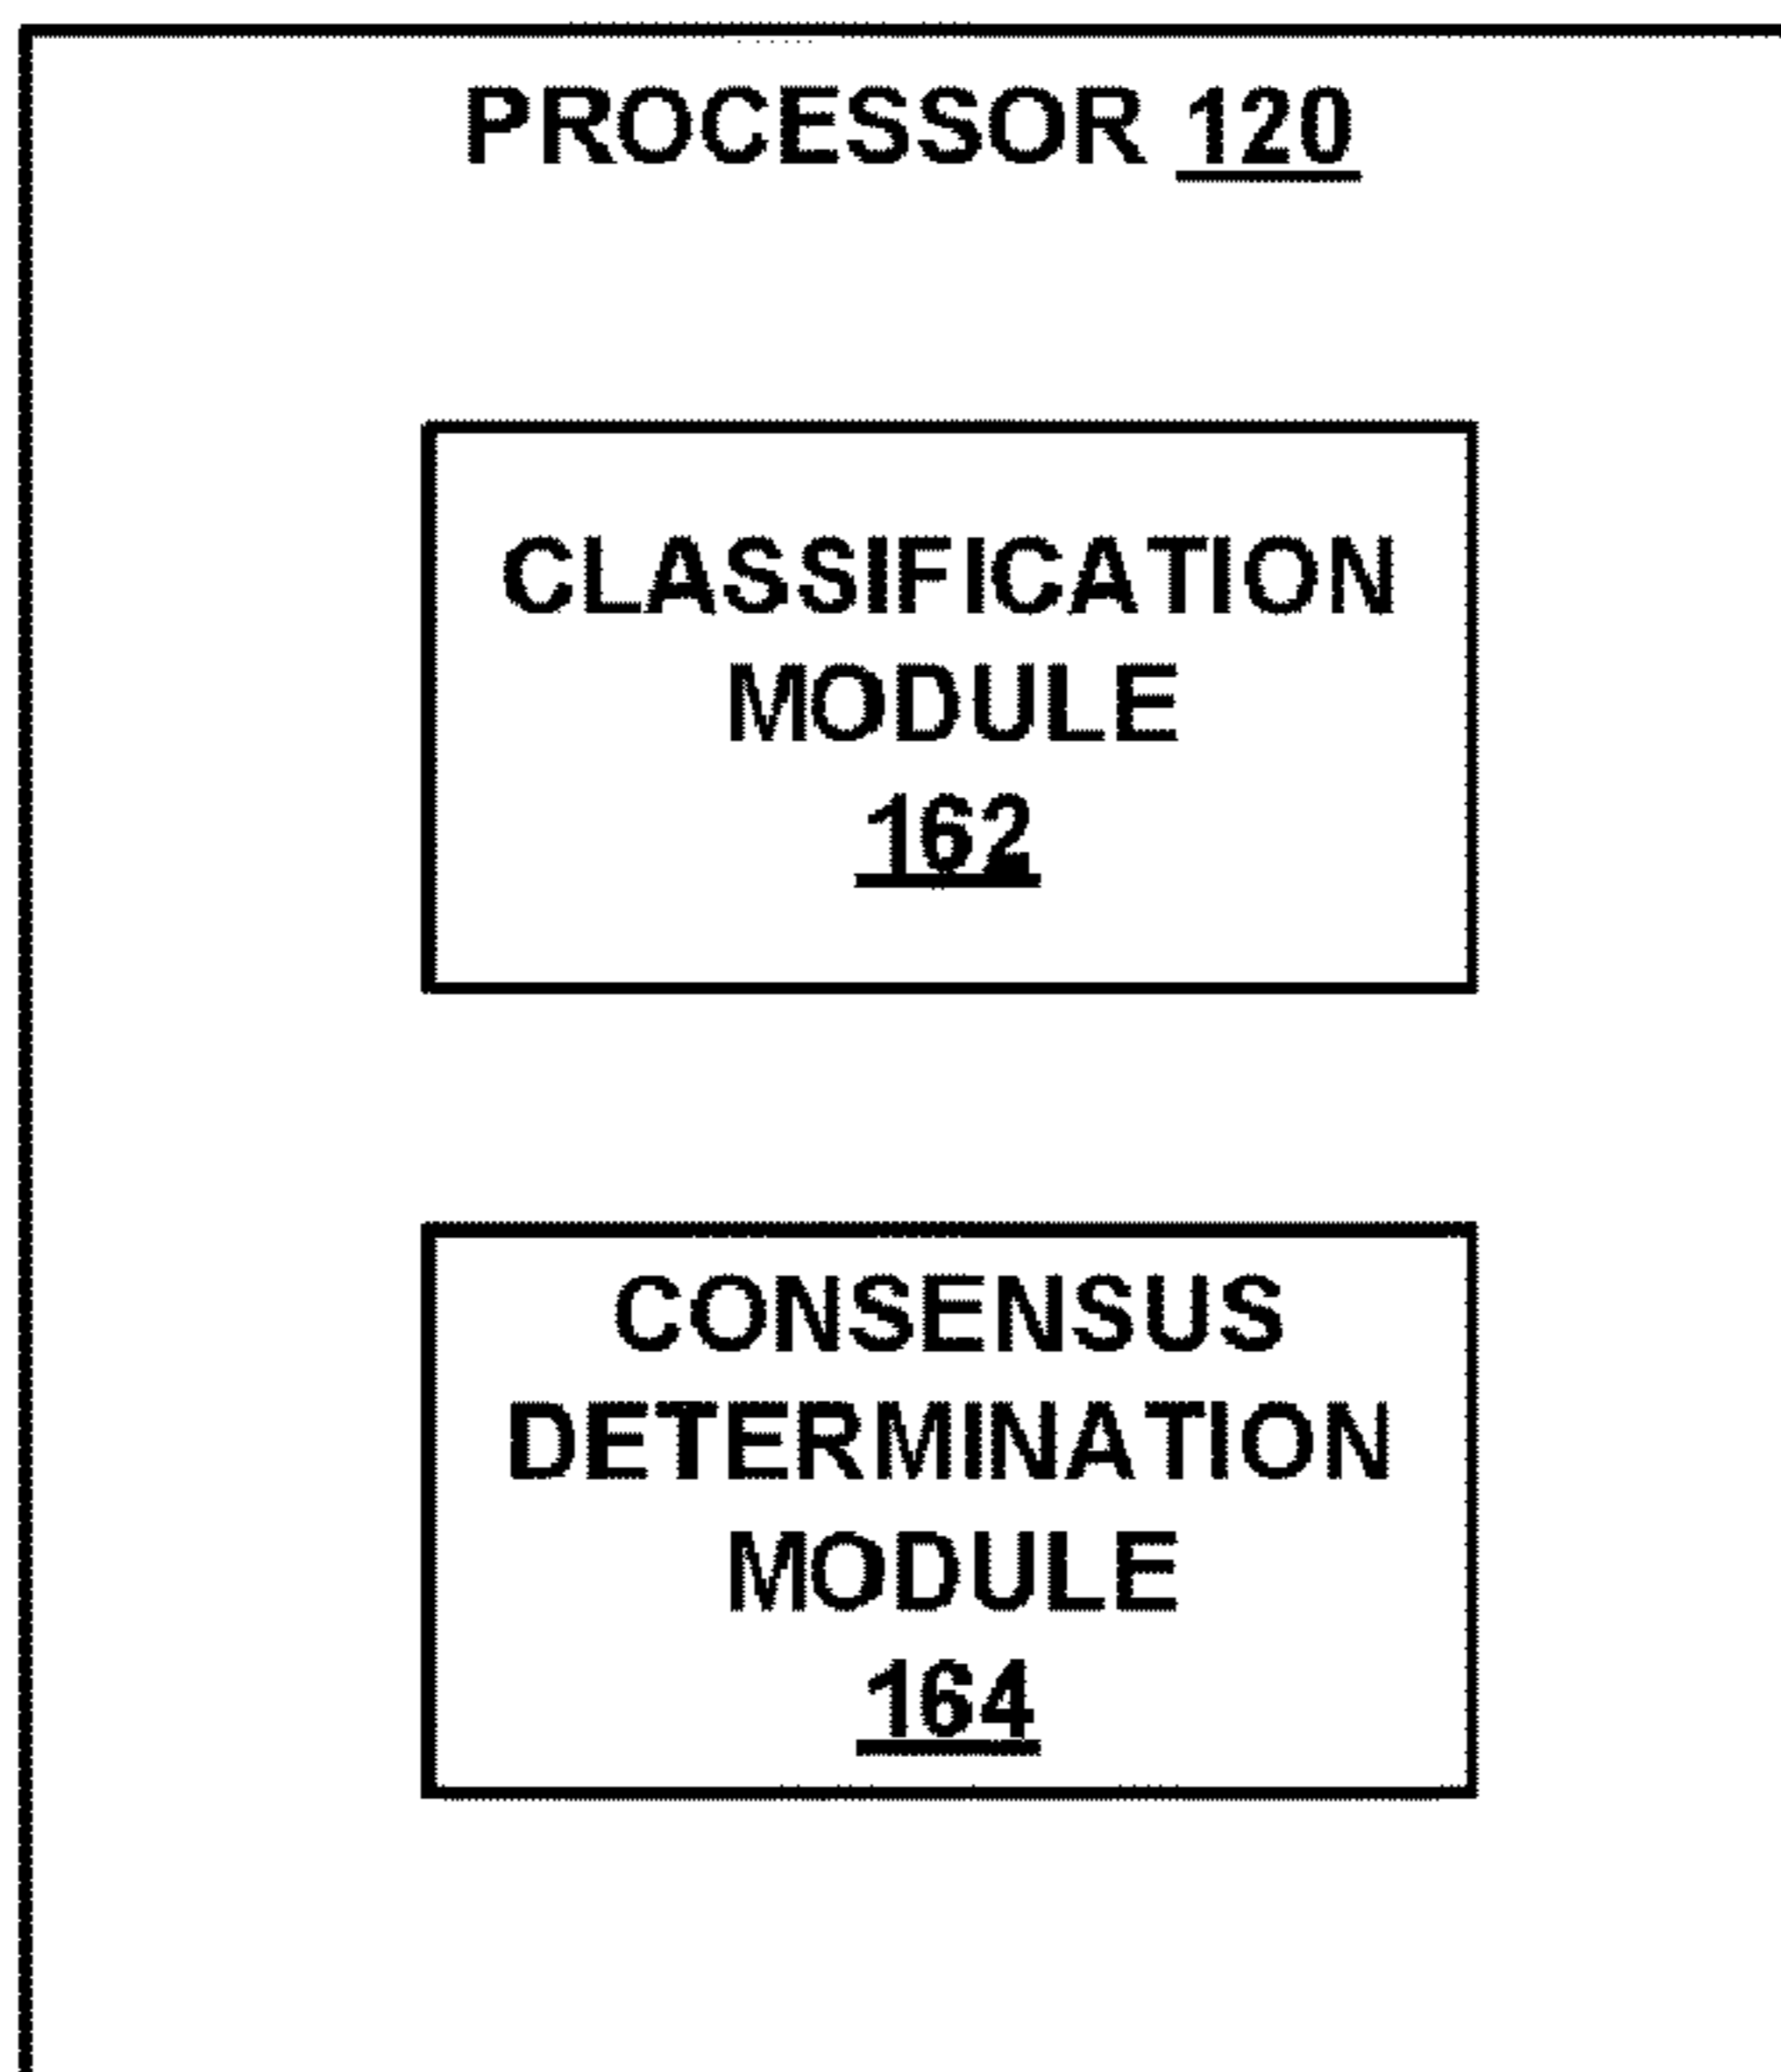 PROCESSOR 120
CLASSIFICATION
MODULE
162
CONSENSUS
DETERMINATION
MODULE
164